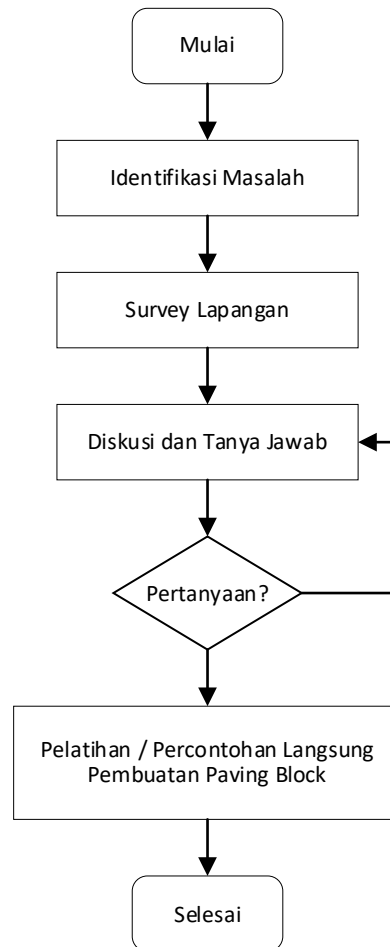 Mulai
Identifikasi Masalah
Survey Lapangan
Diskusi dan Tanya Jawab
Pertanyaan?
Pelatihan / Percontohan Langsung
Pembuatan Paving Block
Selesai